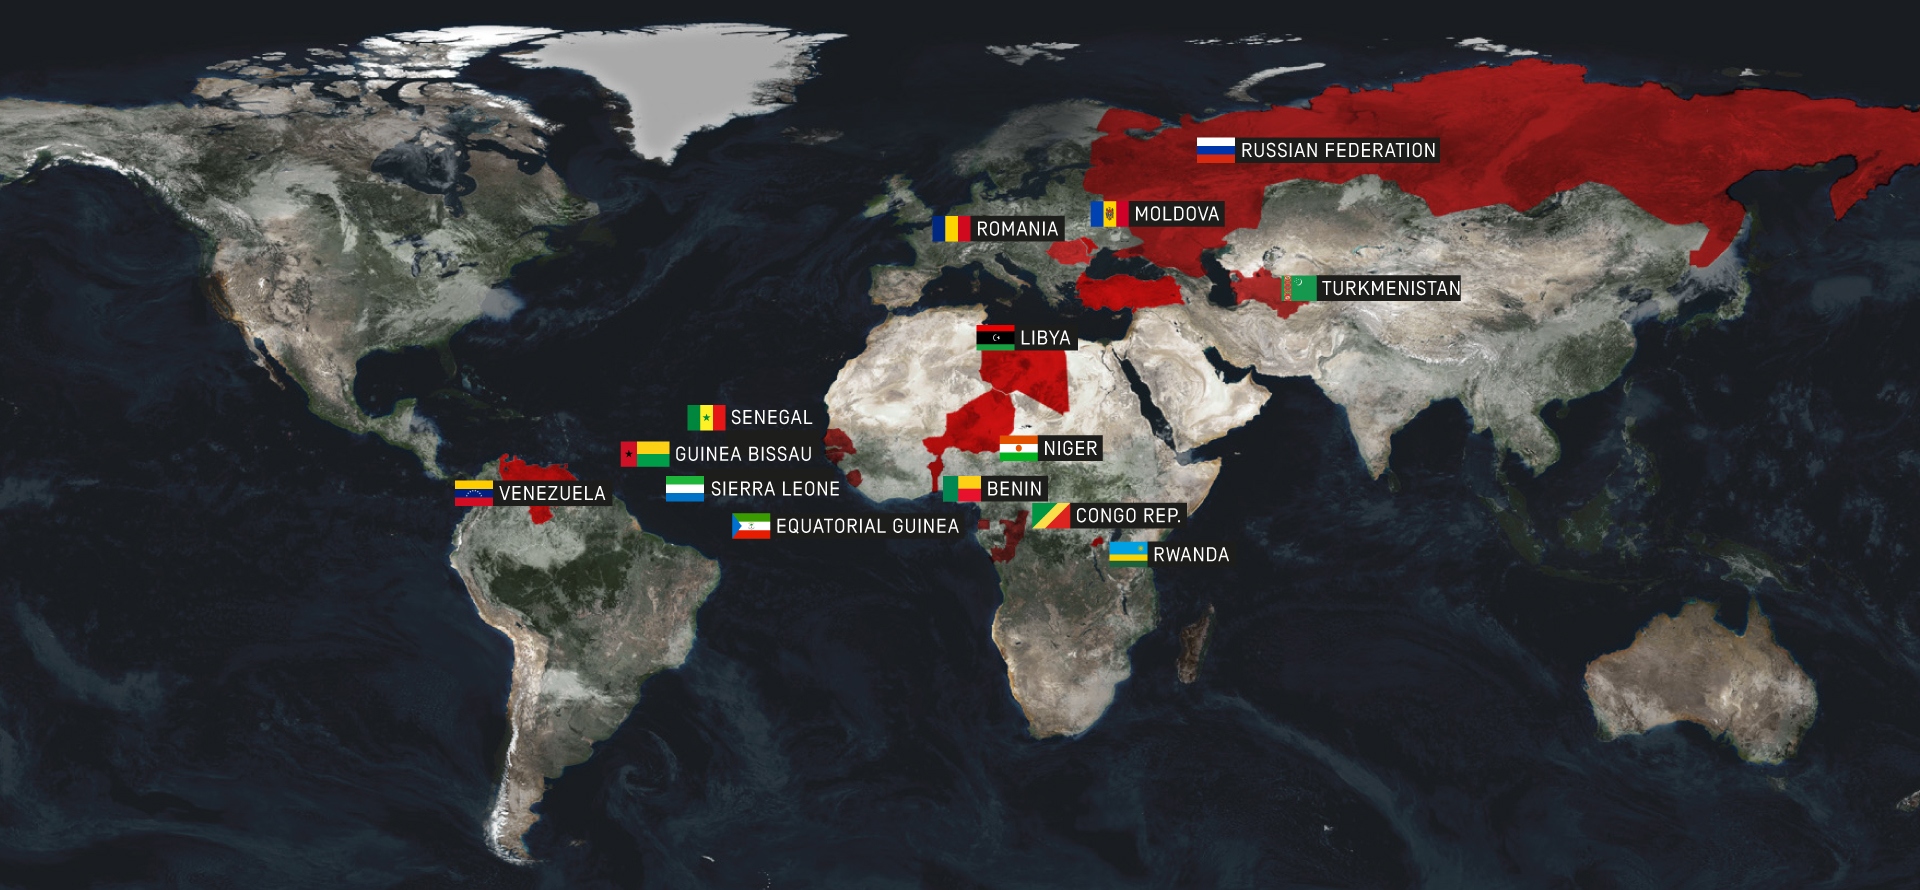 RUSSIAN FEDERATION
MOLDOVA
ROMANIA
TURKMENISTAN
LIBYA
SENEGAL
NIGER
GUINEA BISSAU
SIERRA LEONE
BENIN
VENEZUELA
CONGO REP.
EQUATORIAL GUINEA
RWANDA